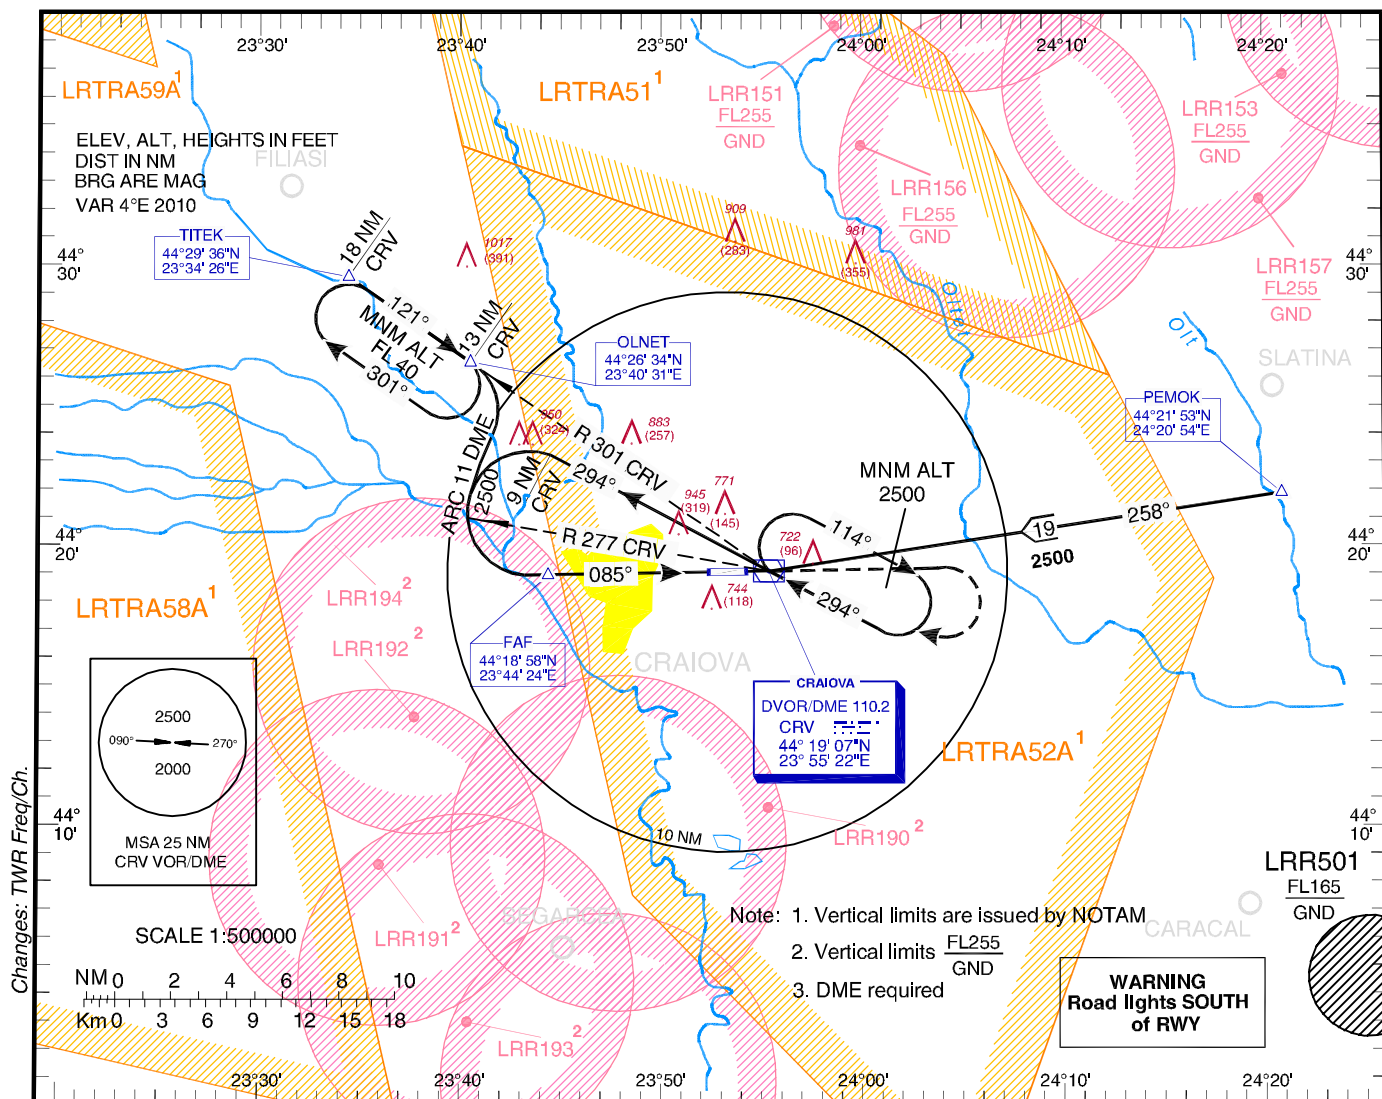 23°30'
23°40'
23°50'
24°00'
24°10'
24°20'
LRTRA59A 1
LRTRA51 1
LRR151
FL255
GND
LRR153
FL255
GND
ELEV, ALT, HEIGHTS IN FEET
DIST IN NM
BRG ARE MAG
VAR 4°E 2010
FILIASI
LRR156
FL255
GND
909
(283)
981
(355)
1017
(391)
TITEK
44°29' 36"N
23°34' 26"E
18 NM
CRV
44°
30'
44°
30'
LRR157
FL255
GND
121°
MNM ALT
FL 40
301°
13 NM
CRV
OLNET
44°26' 34"N
23°40' 31"E
Oltet
Olt
SLATINA
PEMOK
44°21' 53"N
24°20' 54"E
950
(324)
883
(257)
R 301 CRV
294°
ARC 11 DME
2500
9 NM
CRV
945
(319)
771
(145)
MNM ALT
2500
114°
722
(96)
19
2500
258°
44°
20'
44°
20'
R 277 CRV
085°
744
(118)
294°
LRR194 2
LRTRA58A 1
LRR192 2
FAF
44°18' 58"N
23°44' 24"E
CRAIOVA
CRAIOVA
DVOR/DME 110.2
CRV
44° 19' 07"N
23° 55' 22"E
LRTRA52A 1
2500
090°
270°
2000
MSA 25 NM
CRV VOR/DME
44°
10'
44°
10'
10 NM
LRR190 2
LRR501
FL165
GND
LRR191 2
SCALE 1:500000
Note: 1. Vertical limits are issued by NOTAM
2. Vertical limits FL255
GND
3. DME required
CARACAL
WARNING
Road lights SOUTH
of RWY
NM 0 2 4 6 8 10
Km 0 3 6 9 12 15 18
LRR193 2
23°30'
23°40'
23°50'
24°00'
24°10'
24°20'
Changes: TWR Freq/Ch.